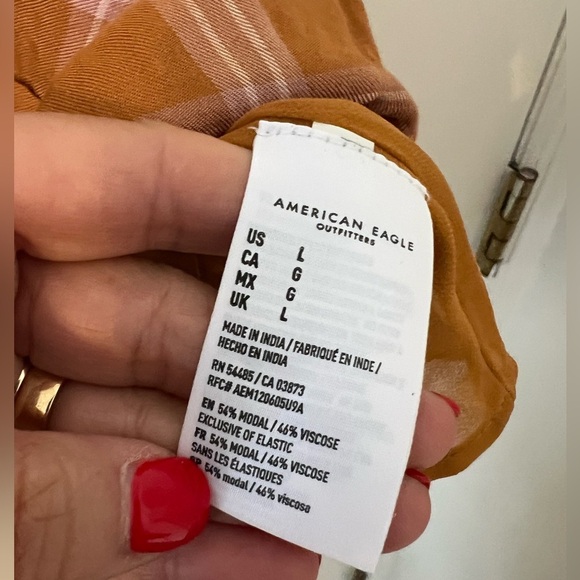 AMERICAN EAGLE
OUTFITTERS
US L
CA G
MX G
UK L
MADE IN INDIA / FABRIQUÉ EN INDE /
HECHO EN INDIA
RN 54485 / CA 03873
RFC# AEM120605U9A
EN 54% MODAL / 46% VISCOSE
EXCLUSIVE OF ELASTIC
FR 54% MODAL / 46% VISCOSE
SANS LES ÉLASTIQUES
54% modal / 46% viscose